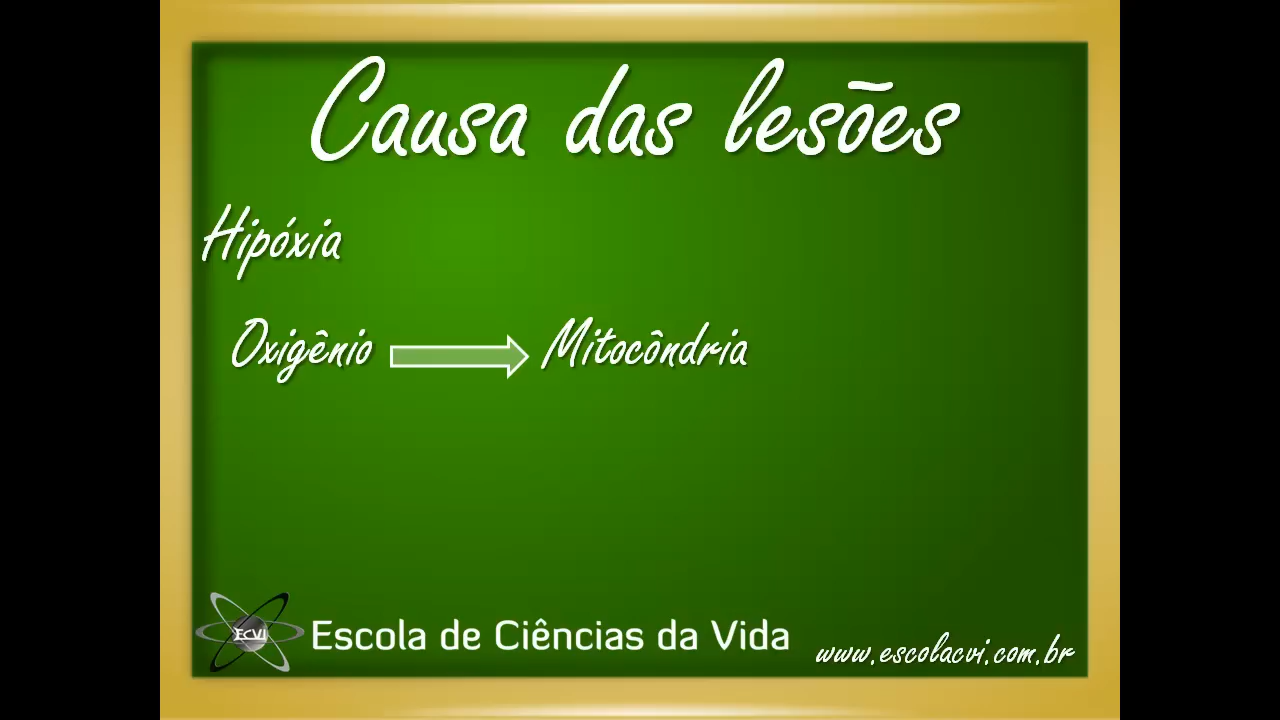 Causa das lesões
Hipóxia
Oxigênio Mitocôndria
ECVI Escola de Ciências da Vida
www.escolacvi.com.br